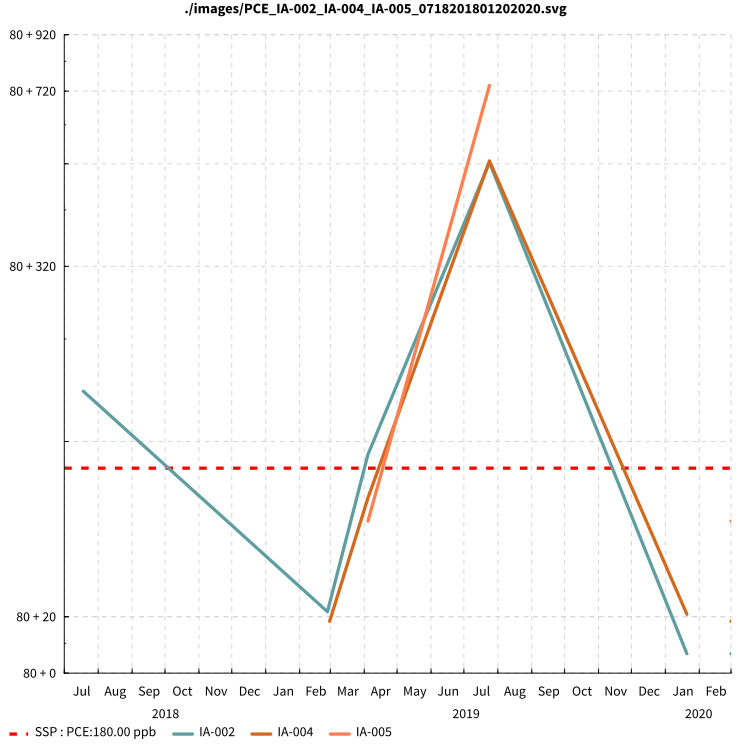 ./images/PCE_IA-002_IA-004_IA-005_0718201801202020.svg
80 + 920
80 + 720
80 + 320
80 + 20
80 + 0
Jul Aug Sep Oct Nov Dec Jan Feb Mar Apr May Jun Jul Aug Sep Oct Nov Dec Jan Feb
2018 2019 2020
SSP : PCE:180.00 ppb IA-002 IA-004 IA-005